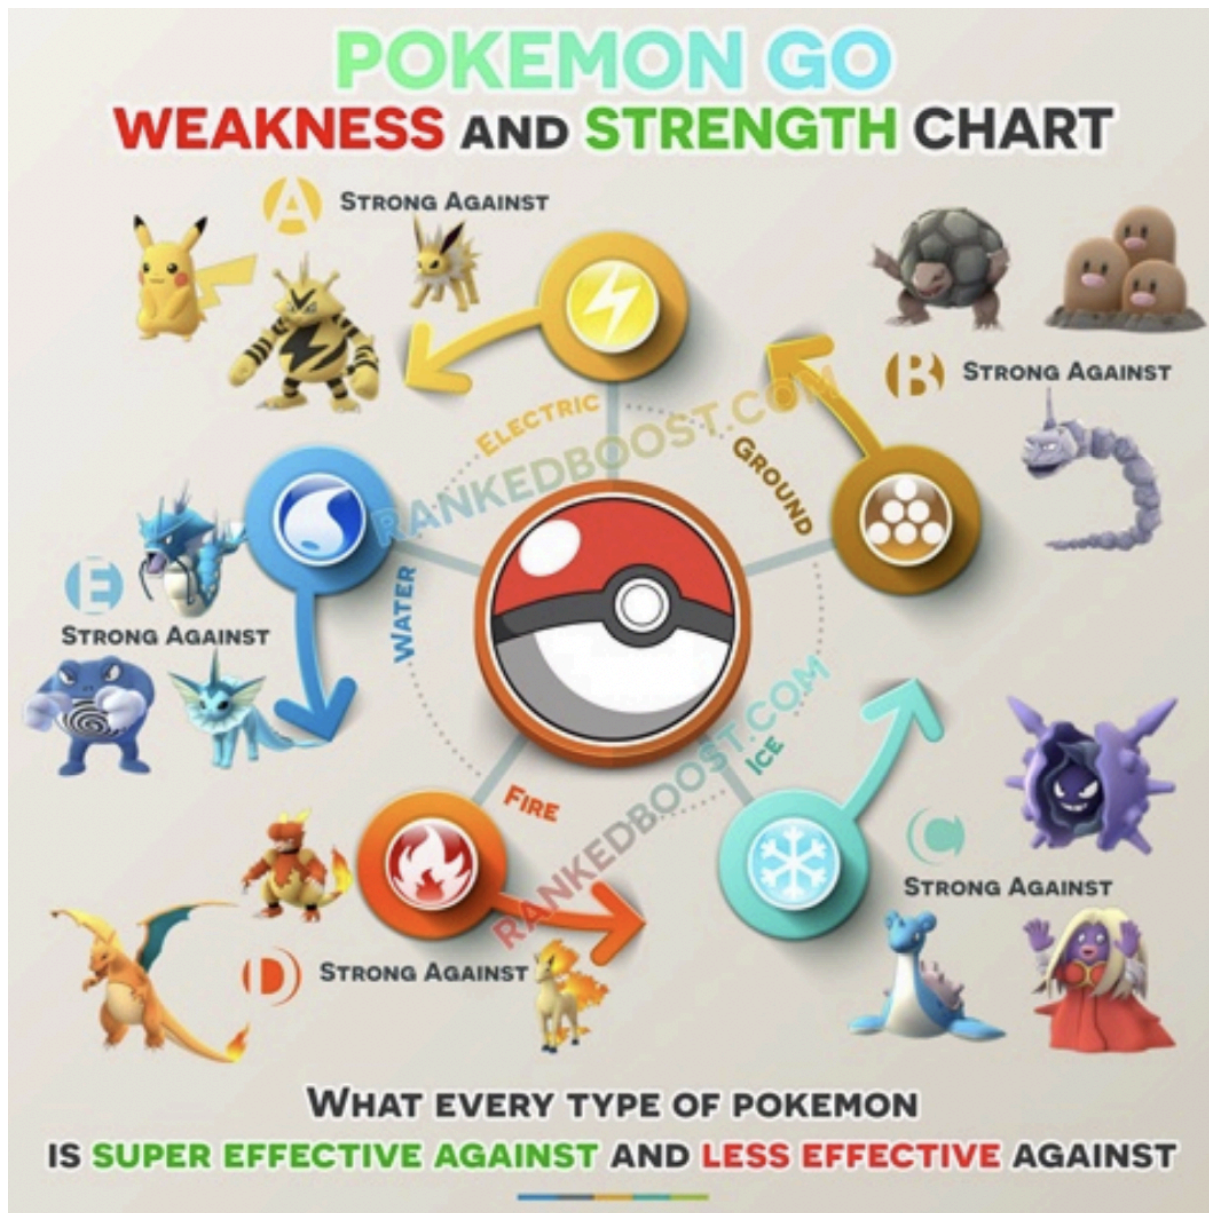 POKEMON GO
WEAKNESS AND STRENGTH CHART
A STRONG AGAINST
B STRONG AGAINST
ELECTRIC
GROUND
RANKEDBOOST.COM
WATER
E
STRONG AGAINST
ICE
FIRE
RANKEDBOOST.COM
C
STRONG AGAINST
D STRONG AGAINST
WHAT EVERY TYPE OF POKEMON
IS SUPER EFFECTIVE AGAINST AND LESS EFFECTIVE AGAINST